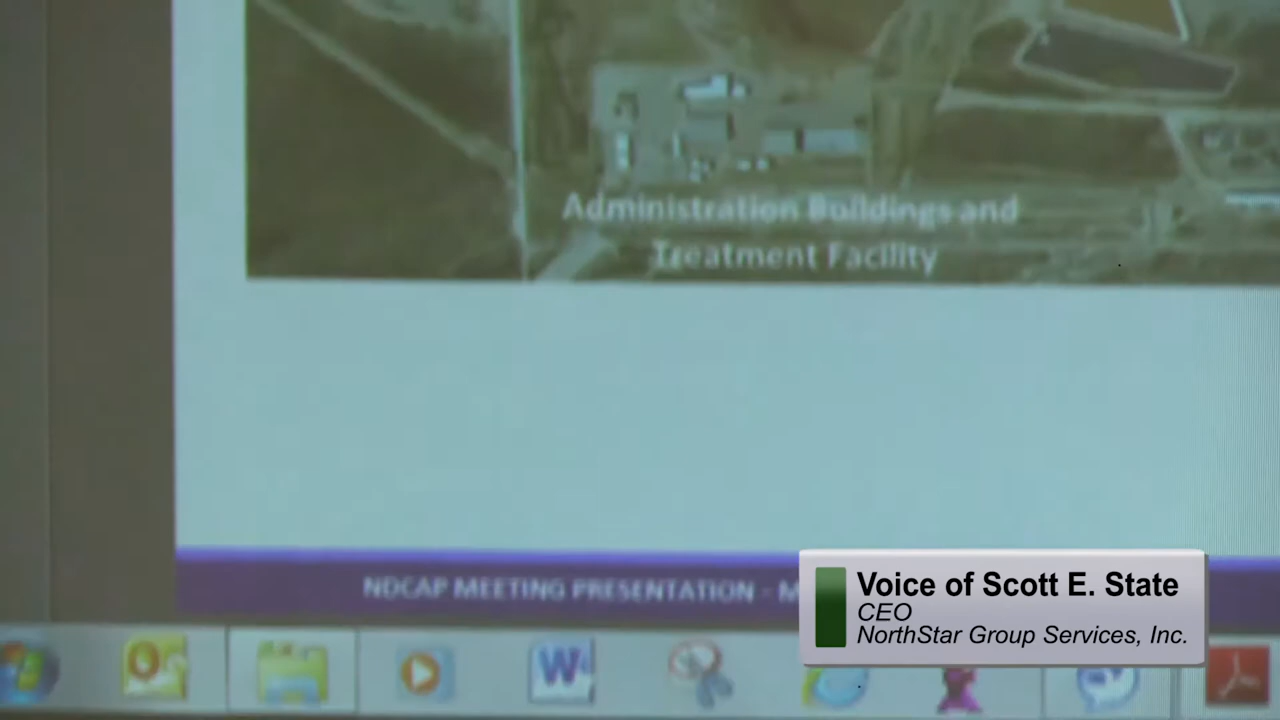 Administration Buildings and
Treatment Facility
NDCAP MEETING PRESENTATION -
Voice of Scott E. State
CEO
NorthStar Group Services, Inc.